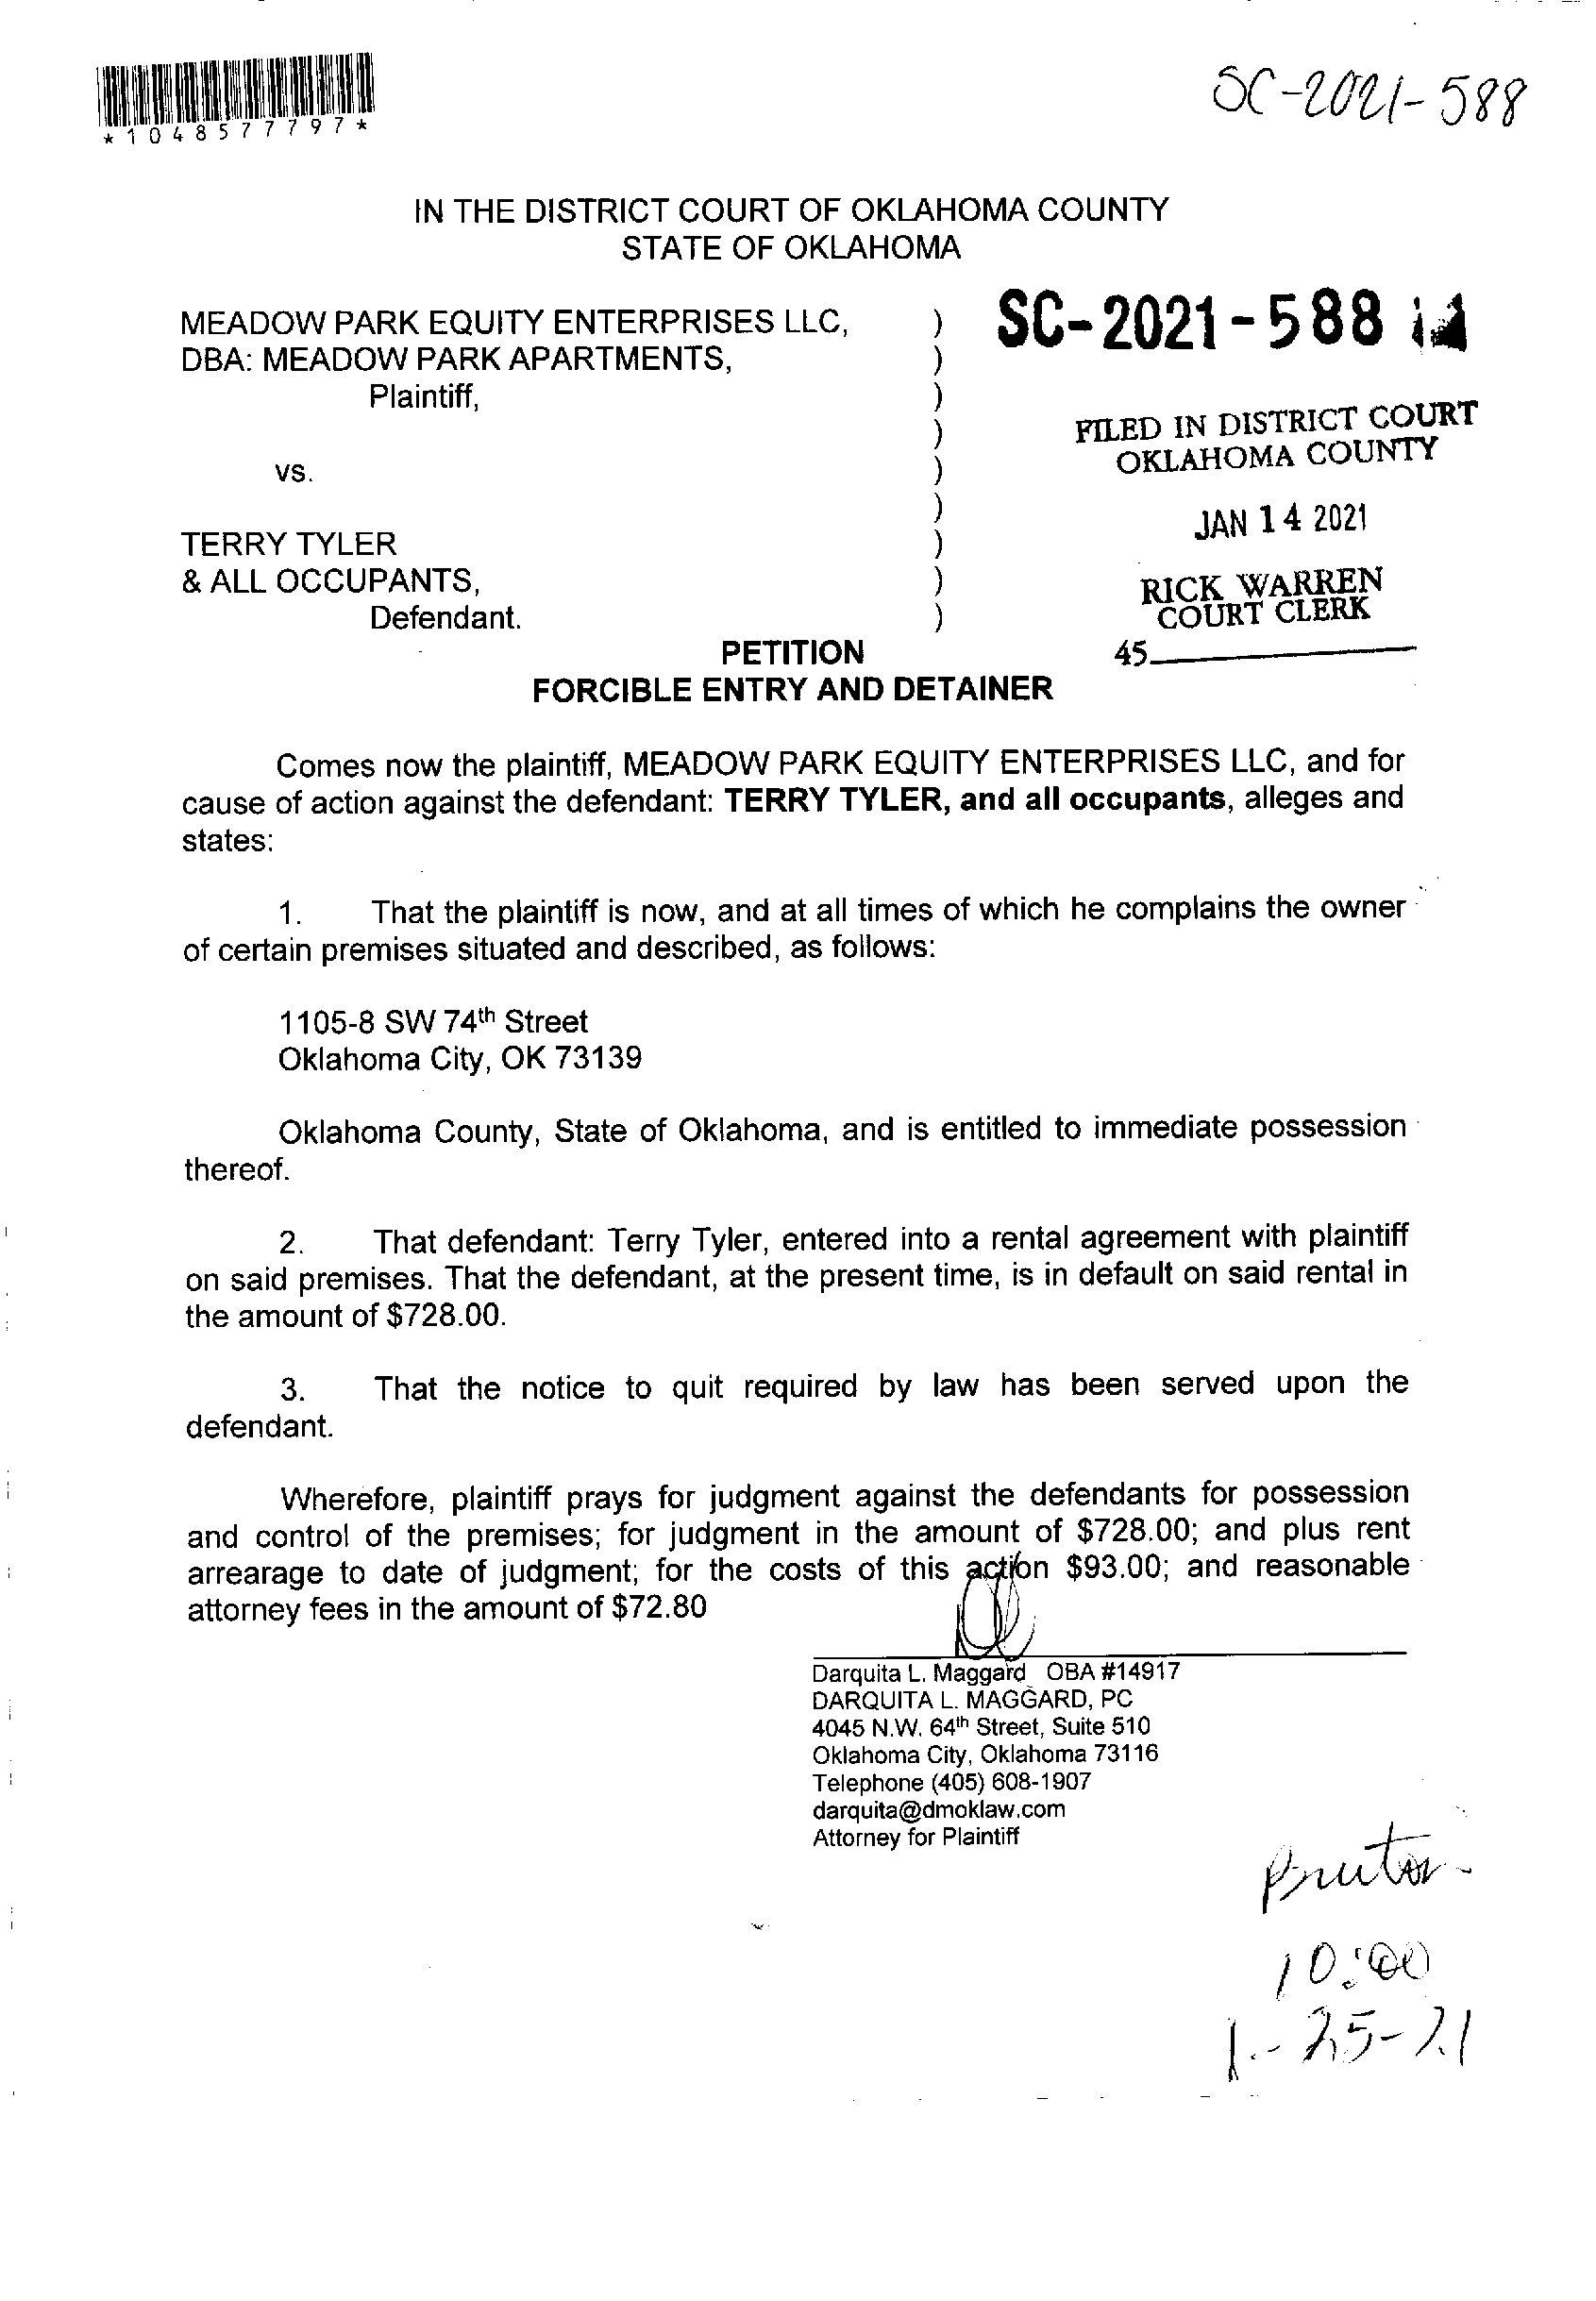 *1048577797*
SC-2021-588
IN THE DISTRICT COURT OF OKLAHOMA COUNTY
STATE OF OKLAHOMA
MEADOW PARK EQUITY ENTERPRISES LLC, )
DBA: MEADOW PARK APARTMENTS, )
Plaintiff, )
)
vs. )
)
TERRY TYLER )
& ALL OCCUPANTS, )
Defendant. )
SC-2021-588
FILED IN DISTRICT COURT
OKLAHOMA COUNTY
JAN 14 2021
RICK WARREN
COURT CLERK
45
PETITION
FORCIBLE ENTRY AND DETAINER
Comes now the plaintiff, MEADOW PARK EQUITY ENTERPRISES LLC, and for
cause of action against the defendant: TERRY TYLER, and all occupants, alleges and
states:
1. That the plaintiff is now, and at all times of which he complains the owner
of certain premises situated and described, as follows:
1105-8 SW 74th Street
Oklahoma City, OK 73139
Oklahoma County, State of Oklahoma, and is entitled to immediate possession
thereof.
2. That defendant: Terry Tyler, entered into a rental agreement with plaintiff
on said premises. That the defendant, at the present time, is in default on said rental in
the amount of $728.00.
3. That the notice to quit required by law has been served upon the
defendant.
Wherefore, plaintiff prays for judgment against the defendants for possession
and control of the premises; for judgment in the amount of $728.00; and plus rent
arrearage to date of judgment; for the costs of this action $93.00; and reasonable
attorney fees in the amount of $72.80
Darquita L. Maggard OBA #14917
DARQUITA L. MAGGARD, PC
4045 N.W. 64th Street, Suite 510
Oklahoma City, Oklahoma 73116
Telephone (405) 608-1907
darquita@dmoklaw.com
Attorney for Plaintiff
10:00
1-25-21